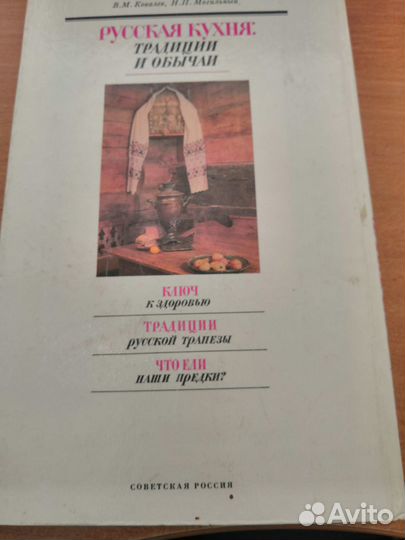 В.М. Ковалев, Н.П. Могильный
РУССКАЯ КУХНЯ:
ТРАДИЦИИ
И ОБЫЧАИ
КЛЮЧ
К ЗДОРОВЬЮ
ТРАДИЦИИ
РУССКОЙ ТРАПЕЗЫ
ЧТО ЕЛИ
НАШИ ПРЕДКИ?
СОВЕТСКАЯ РОССИЯ
Avito